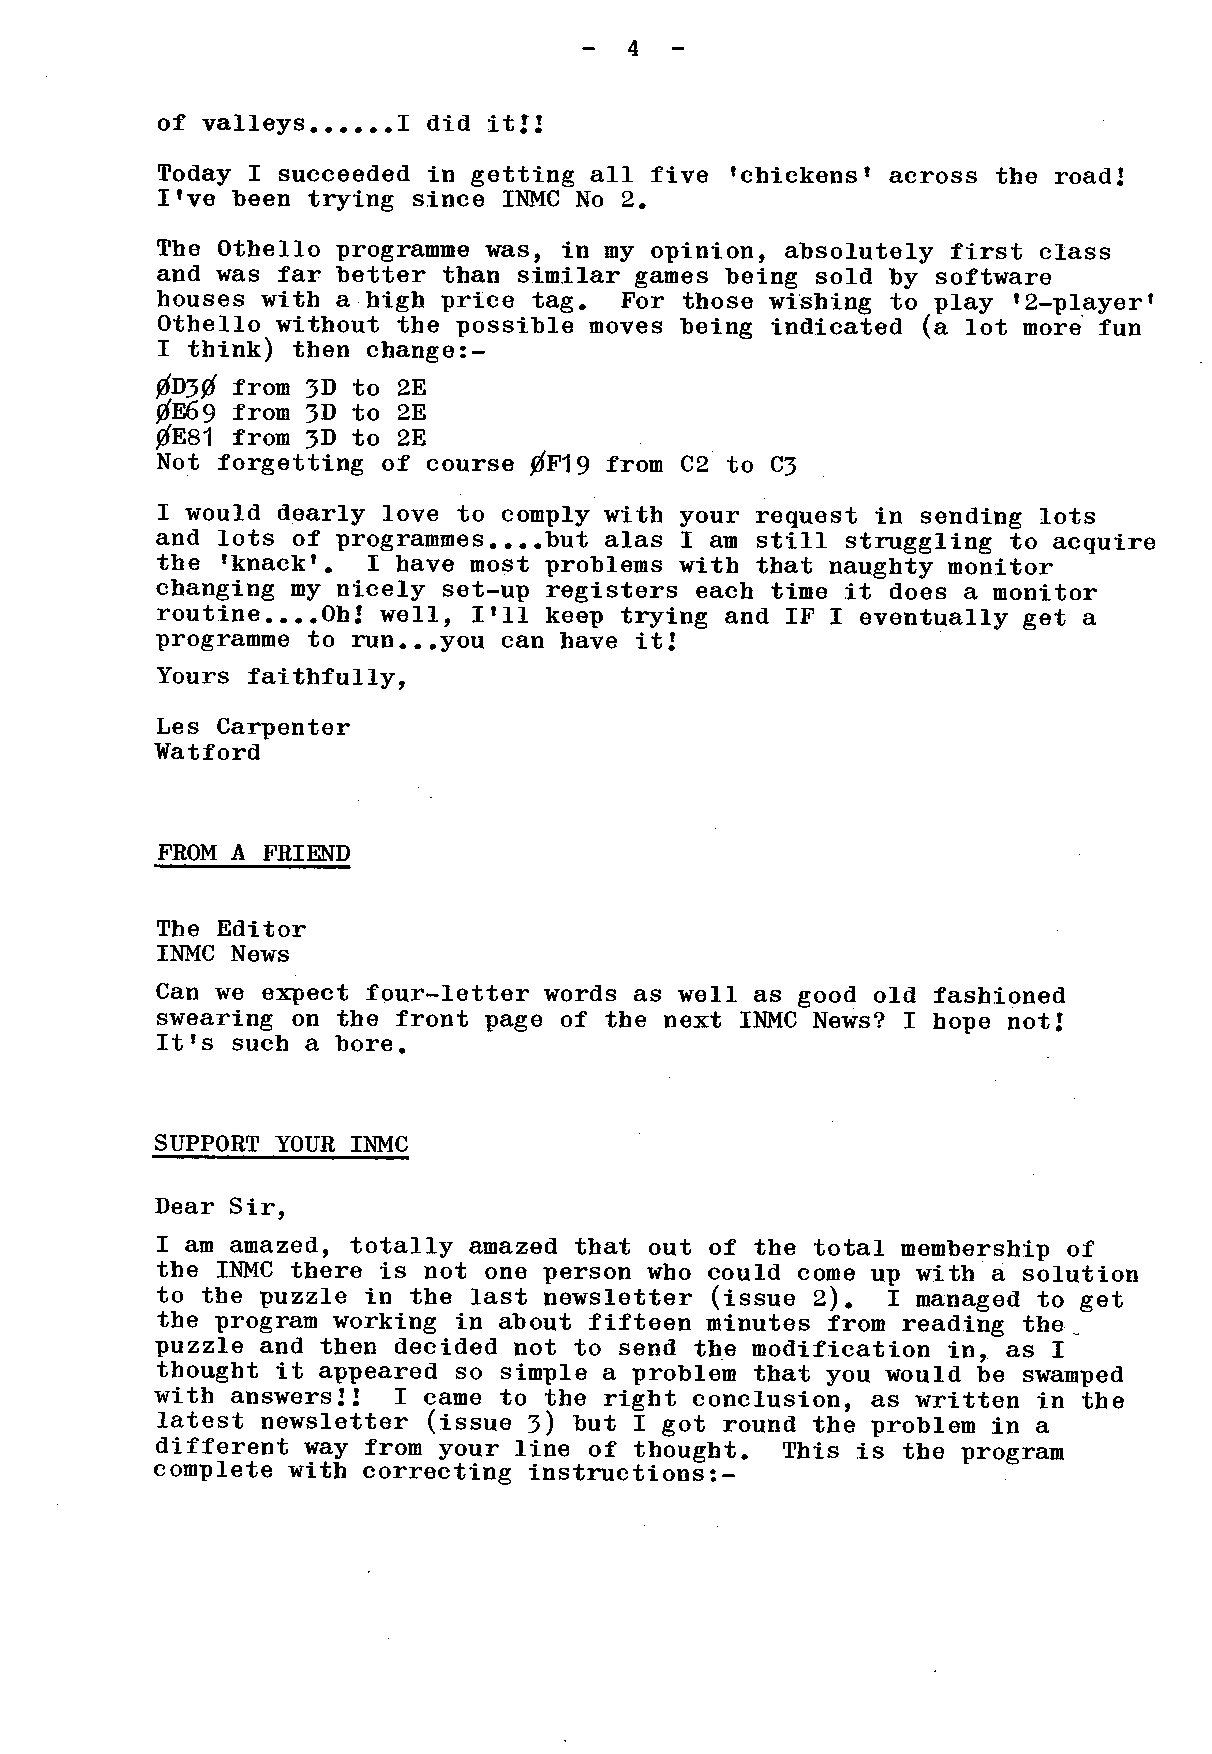 - 4 -
of valleys......I did it!!
Today I succeeded in getting all five 'chickens' across the road!
I've been trying since INMC No 2.
The Othello programme was, in my opinion, absolutely first class
and was far better than similar games being sold by software
houses with a high price tag. For those wishing to play '2-player'
Othello without the possible moves being indicated (a lot more fun
I think) then change:-
ØD3Ø from 3D to 2E
ØE69 from 3D to 2E
ØE81 from 3D to 2E
Not forgetting of course ØF19 from C2 to C3
I would dearly love to comply with your request in sending lots
and lots of programmes....but alas I am still struggling to acquire
the 'knack'. I have most problems with that naughty monitor
changing my nicely set-up registers each time it does a monitor
routine....Oh! well, I'll keep trying and IF I eventually get a
programme to run...you can have it!
Yours faithfully,
Les Carpenter
Watford
FROM A FRIEND
The Editor
INMC News
Can we expect four-letter words as well as good old fashioned
swearing on the front page of the next INMC News? I hope not!
It's such a bore.
SUPPORT YOUR INMC
Dear Sir,
I am amazed, totally amazed that out of the total membership of
the INMC there is not one person who could come up with a solution
to the puzzle in the last newsletter (issue 2). I managed to get
the program working in about fifteen minutes from reading the
puzzle and then decided not to send the modification in, as I
thought it appeared so simple a problem that you would be swamped
with answers!! I came to the right conclusion, as written in the
latest newsletter (issue 3) but I got round the problem in a
different way from your line of thought. This is the program
complete with correcting instructions:-